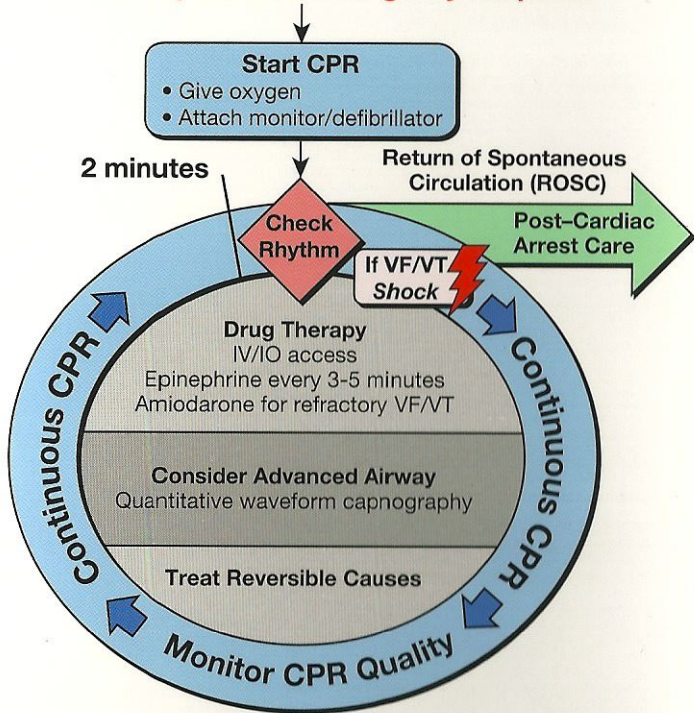 Start CPR
• Give oxygen
• Attach monitor/defibrillator
2 minutes
Return of Spontaneous
Circulation (ROSC)
Check
Rhythm
Post–Cardiac
Arrest Care
If VF/VT
Shock
Drug Therapy
IV/IO access
Epinephrine every 3-5 minutes
Amiodarone for refractory VF/VT
Consider Advanced Airway
Quantitative waveform capnography
Treat Reversible Causes
Continuous CPR
Continuous CPR
Monitor CPR Quality